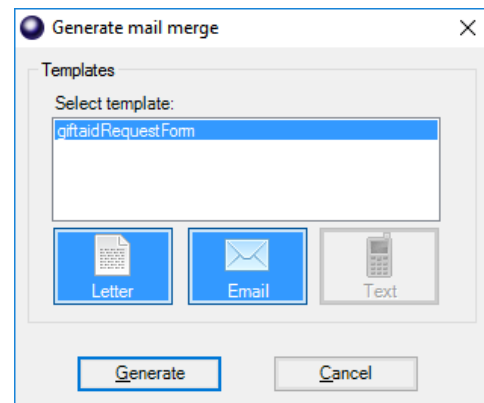 Generate mail merge
Templates
Select template:
giftaidRequestForm
Letter Email Text
Generate Cancel